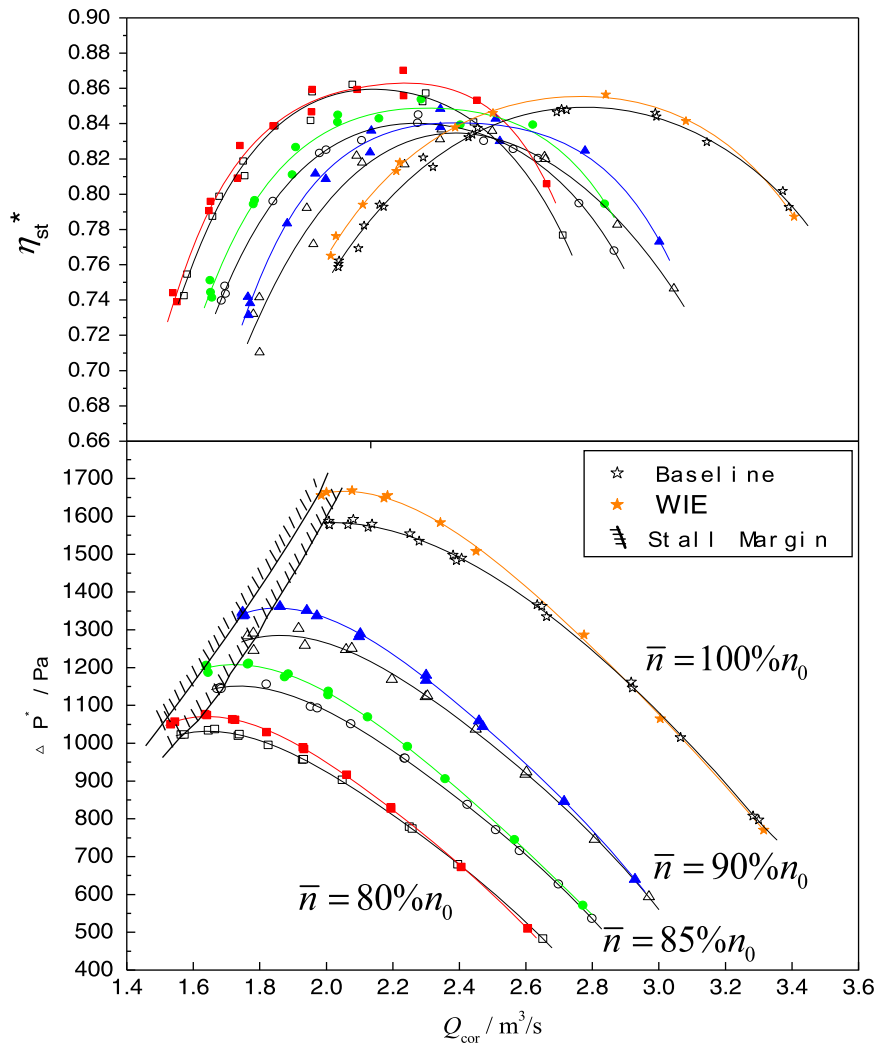 0.90
0.88
0.86
0.84
0.82
0.80
0.78
0.76
0.74
0.72
0.70
0.68
0.66
η_st*
1700
1600
1500
1400
1300
1200
1100
1000
900
800
700
600
500
400
△ P* / Pa
Baseline
WIE
Stall Margin
n̅ = 100%n₀
n̅ = 90%n₀
n̅ = 85%n₀
n̅ = 80%n₀
1.4 1.6 1.8 2.0 2.2 2.4 2.6 2.8 3.0 3.2 3.4 3.6
Q_cor / m³/s